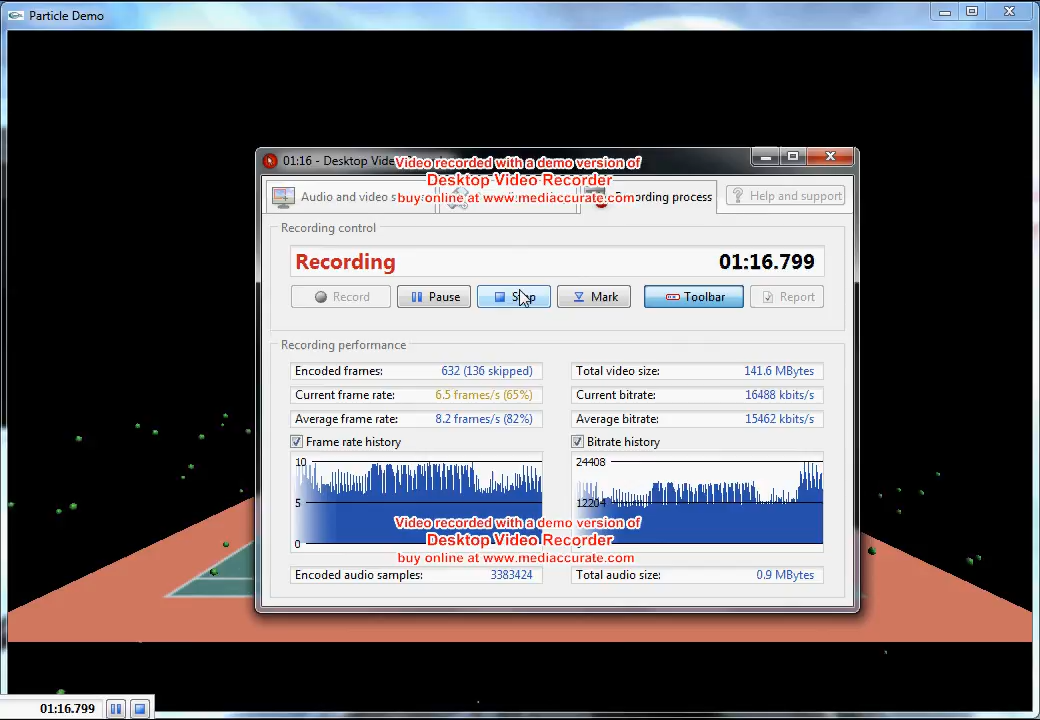 Particle Demo
01:16 - Desktop Vide
Video recorded with a demo version of
Desktop Video Recorder
buy online at www.mediaccurate.com
Audio and video s
ording process
Help and support
Recording control
Recording
01:16.799
Record
Pause
Stop
Mark
Toolbar
Report
Recording performance
Encoded frames: 632 (136 skipped)
Total video size: 141.6 MBytes
Current frame rate: 6.5 frames/s (65%)
Current bitrate: 16488 kbits/s
Average frame rate: 8.2 frames/s (82%)
Average bitrate: 15462 kbits/s
Frame rate history
Bitrate history
10
5
0
24408
12204
Video recorded with a demo version of
Desktop Video Recorder
buy online at www.mediaccurate.com
Encoded audio samples: 3383424
Total audio size: 0.9 MBytes
01:16.799